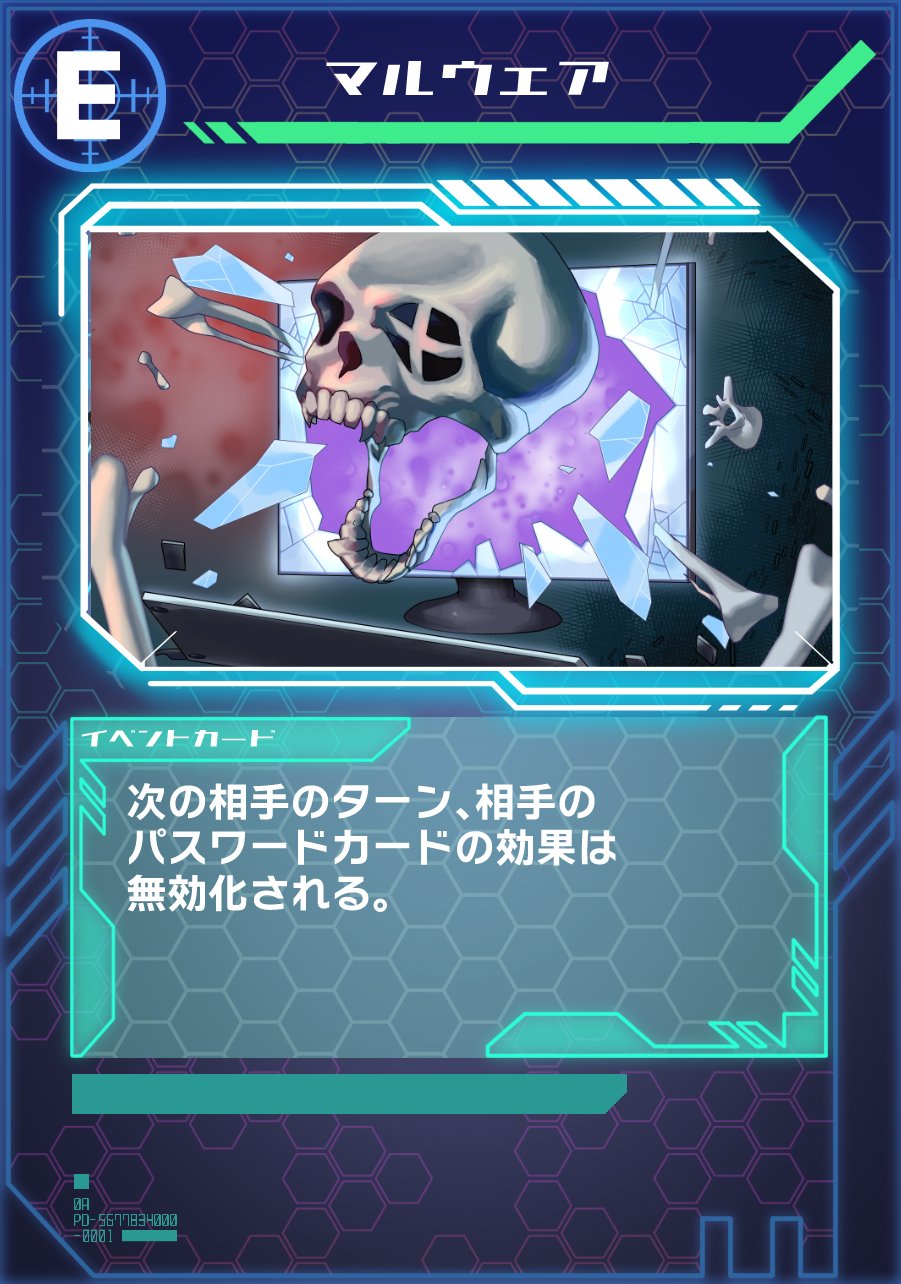 E
マルウェア
イベントカード
次の相手のターン、相手の
パスワードカードの効果は
無効化される。
0A
PD-5677834000
-0001